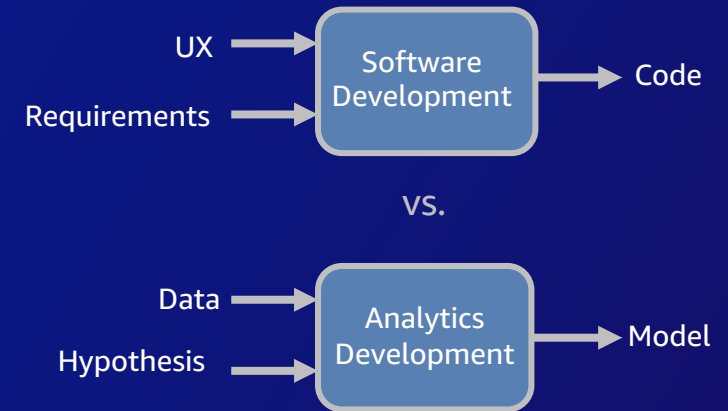 UX
Requirements
Software
Development
Code
vs.
Data
Hypothesis
Analytics
Development
Model